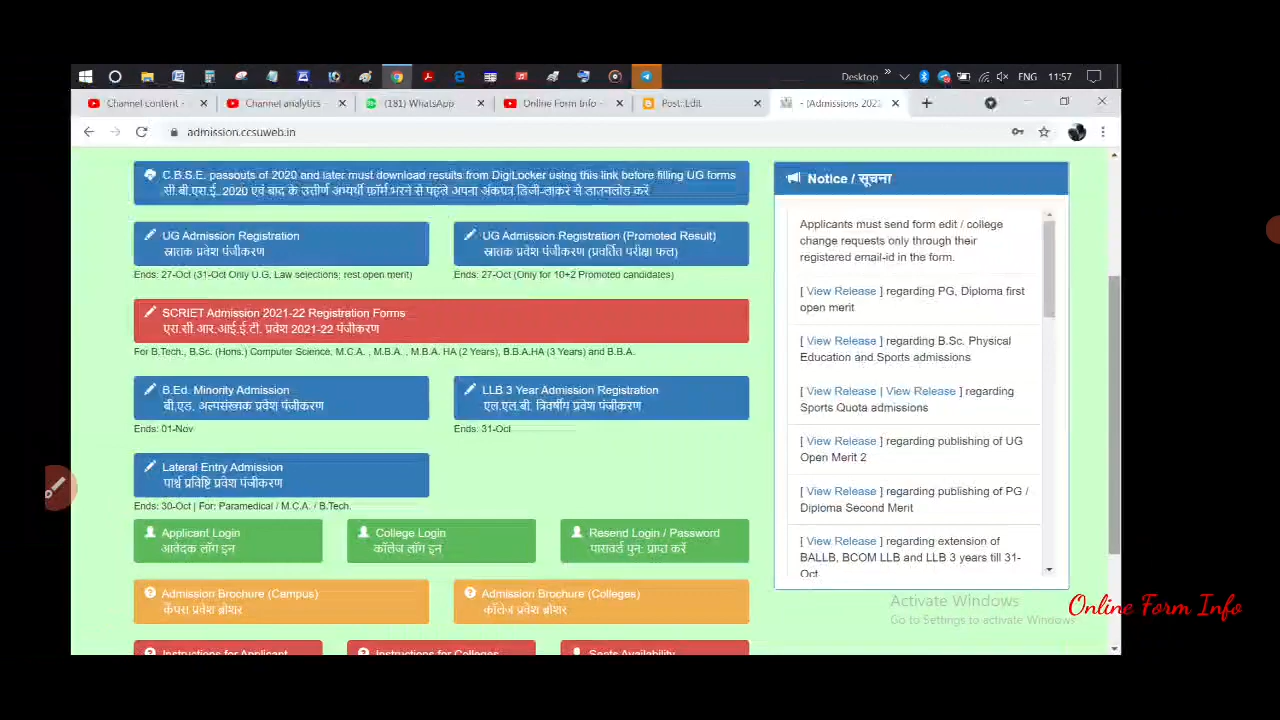 Desktop
ENG
11:57
Channel content -
Channel analytics -
(181) WhatsApp
Online Form Info -
Post::Edit
- (Admissions 2021
admission.ccsuweb.in
C.B.S.E. passouts of 2020 and later must download results from DigiLocker using this link before filling UG forms
सी.बी.एस.ई. 2020 एवं बाद के उत्तीर्ण अभ्यर्थी फ़ॉर्म भरने से पहले अपना अंकपत्र डिजी-लाकर से डाउनलोड करें
UG Admission Registration
स्नातक प्रवेश पंजीकरण
Ends: 27-Oct (31-Oct Only U.G. Law selections; rest open merit)
UG Admission Registration (Promoted Result)
स्नातक प्रवेश पंजीकरण (प्रवर्तित परीक्षा फल)
Ends: 27-Oct (Only for 10+2 Promoted candidates)
SCRIET Admission 2021-22 Registration Forms
एस.सी.आर.आई.ई.टी. प्रवेश 2021-22 पंजीकरण
For B.Tech., B.Sc. (Hons.) Computer Science, M.C.A. , M.B.A. , M.B.A. HA (2 Years), B.B.A.HA (3 Years) and B.B.A.
B.Ed. Minority Admission
बी.एड. अल्पसंख्यक प्रवेश पंजीकरण
Ends: 01-Nov
LLB 3 Year Admission Registration
एल.एल.बी. त्रिवर्षीय प्रवेश पंजीकरण
Ends: 31-Oct
Lateral Entry Admission
पार्श्व प्रविष्टि प्रवेश पंजीकरण
Ends: 30-Oct | For: Paramedical / M.C.A. / B.Tech.
Applicant Login
आवेदक लॉग इन
College Login
कॉलेज लॉग इन
Resend Login / Password
पासवर्ड पुन: प्राप्त करें
Admission Brochure (Campus)
कैंपस प्रवेश ब्रोशर
Admission Brochure (Colleges)
कॉलेज प्रवेश ब्रोशर
Instructions for Applicant
Instructions for Colleges
Seats Availability
Notice / सूचना
Applicants must send form edit / college
change requests only through their
registered email-id in the form.
[ View Release ] regarding PG, Diploma first
open merit
[ View Release ] regarding B.Sc. Physical
Education and Sports admissions
[ View Release | View Release ] regarding
Sports Quota admissions
[ View Release ] regarding publishing of UG
Open Merit 2
[ View Release ] regarding publishing of PG /
Diploma Second Merit
[ View Release ] regarding extension of
BALLB, BCOM LLB and LLB 3 years till 31-
Oct
Activate Windows
Go to Settings to activate Windows
Online Form Info